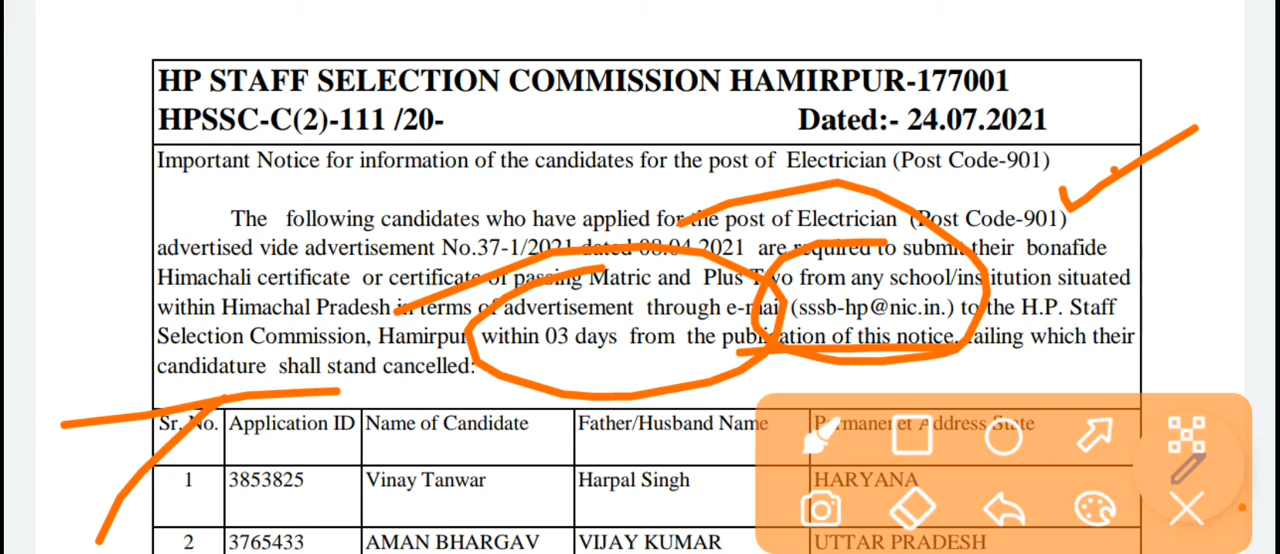 HP STAFF SELECTION COMMISSION HAMIRPUR-177001
HPSSC-C(2)-111 /20- Dated:- 24.07.2021
Important Notice for information of the candidates for the post of Electrician (Post Code-901)
The following candidates who have applied for the post of Electrician (Post Code-901)
advertised vide advertisement No.37-1/2021 dated 08.04.2021 are required to submit their bonafide
Himachali certificate or certificate of passing Matric and Plus Two from any school/institution situated
within Himachal Pradesh in terms of advertisement through e-mail (sssb-hp@nic.in.) to the H.P. Staff
Selection Commission, Hamirpur within 03 days from the publication of this notice, failing which their
candidature shall stand cancelled:
Sr. No. Application ID Name of Candidate Father/Husband Name Permanenet Address State
1 3853825 Vinay Tanwar Harpal Singh HARYANA
2 3765433 AMAN BHARGAV VIJAY KUMAR UTTAR PRADESH